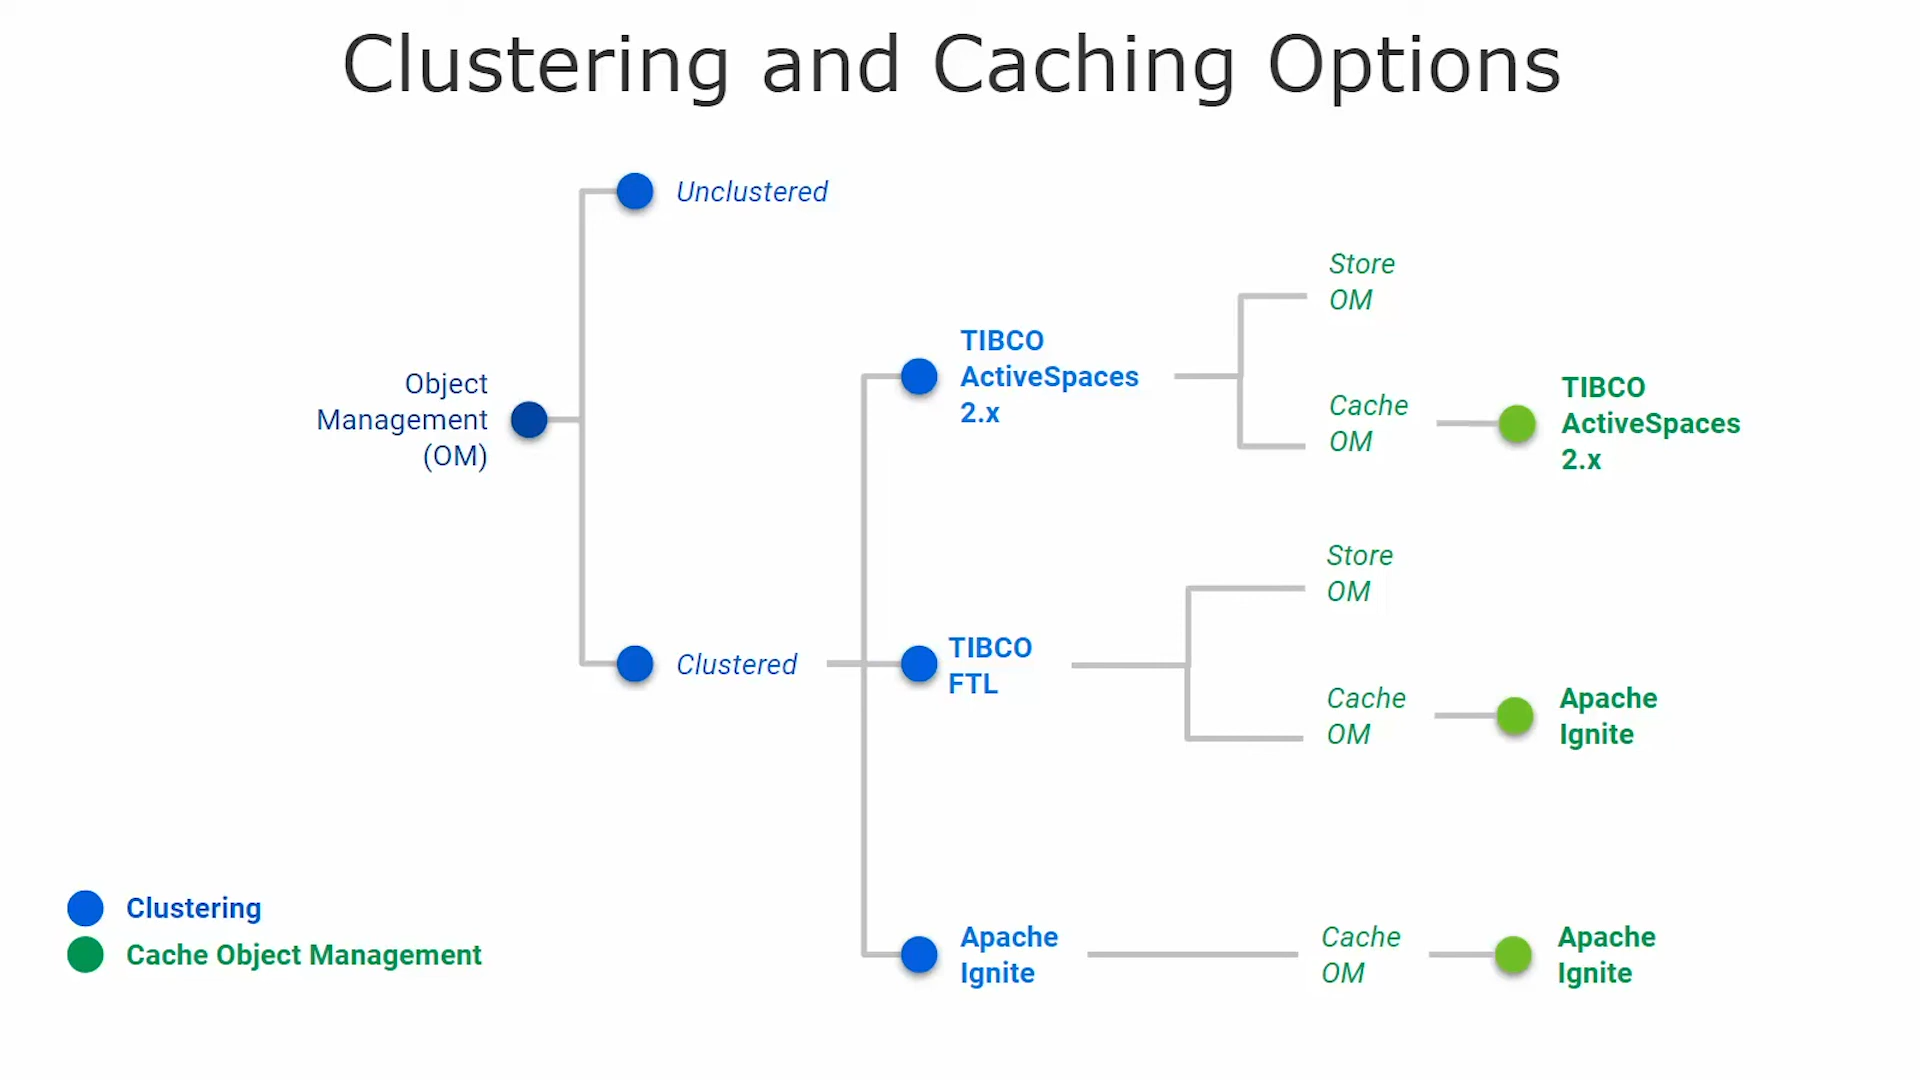 Clustering and Caching Options
Unclustered
Object
Management
(OM)
Clustered
TIBCO
ActiveSpaces
2.x
Store
OM
Cache
OM
TIBCO
ActiveSpaces
2.x
TIBCO
FTL
Store
OM
Cache
OM
Apache
Ignite
Apache
Ignite
Cache
OM
Apache
Ignite
Clustering
Cache Object Management